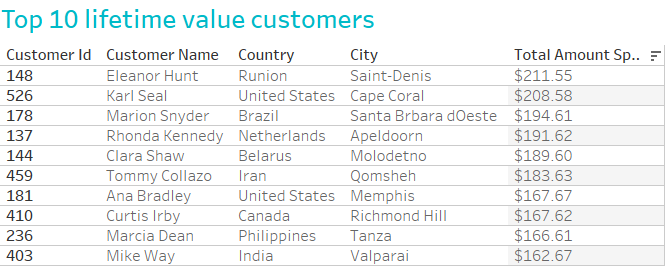 Top 10 lifetime value customers
Customer Id Customer Name Country City Total Amount Sp..
148 Eleanor Hunt Runion Saint-Denis $211.55
526 Karl Seal United States Cape Coral $208.58
178 Marion Snyder Brazil Santa Brbara dOeste $194.61
137 Rhonda Kennedy Netherlands Apeldoorn $191.62
144 Clara Shaw Belarus Molodetno $189.60
459 Tommy Collazo Iran Qomsheh $183.63
181 Ana Bradley United States Memphis $167.67
410 Curtis Irby Canada Richmond Hill $167.62
236 Marcia Dean Philippines Tanza $166.61
403 Mike Way India Valparai $162.67